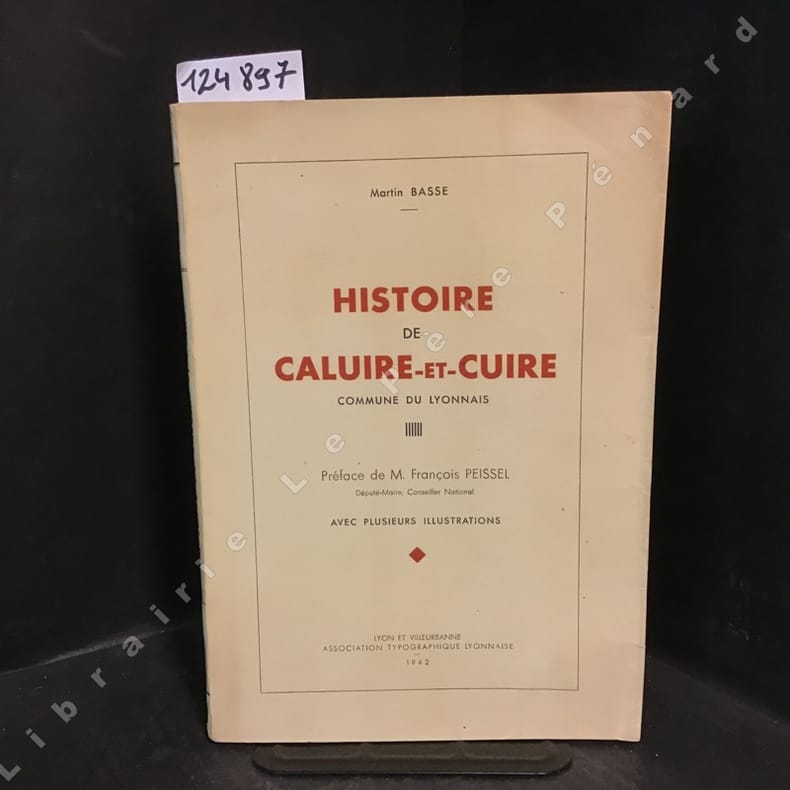 124 897
Martin BASSE
HISTOIRE
DE
CALUIRE-ET-CUIRE
COMMUNE DU LYONNAIS
Préface de M. François PEISSEL
Député-Maire, Conseiller National
AVEC PLUSIEURS ILLUSTRATIONS
LYON ET VILLEURBANNE
ASSOCIATION TYPOGRAPHIQUE LYONNAISE
1942
Librairie Le Père Pénard